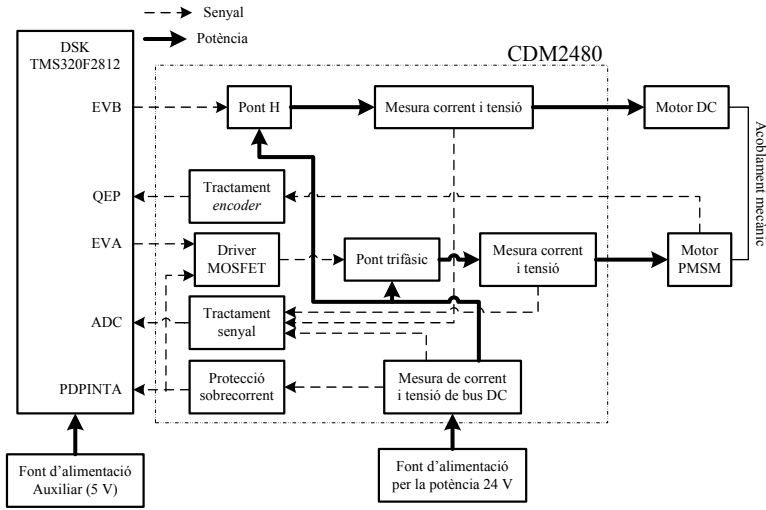 Senyal
Potència
DSK
TMS320F2812
CDM2480
EVB
Pont H
Mesura corrent i tensió
Motor DC
Acoblament mecànic
QEP
Tractament
encoder
EVA
Driver
MOSFET
Pont trifàsic
Mesura corrent
i tensió
Motor
PMSM
ADC
Tractament
senyal
PDPINTA
Protecció
sobrecorrent
Mesura de corrent
i tensió de bus DC
Font d’alimentació
Auxiliar (5 V)
Font d’alimentació
per la potència 24 V